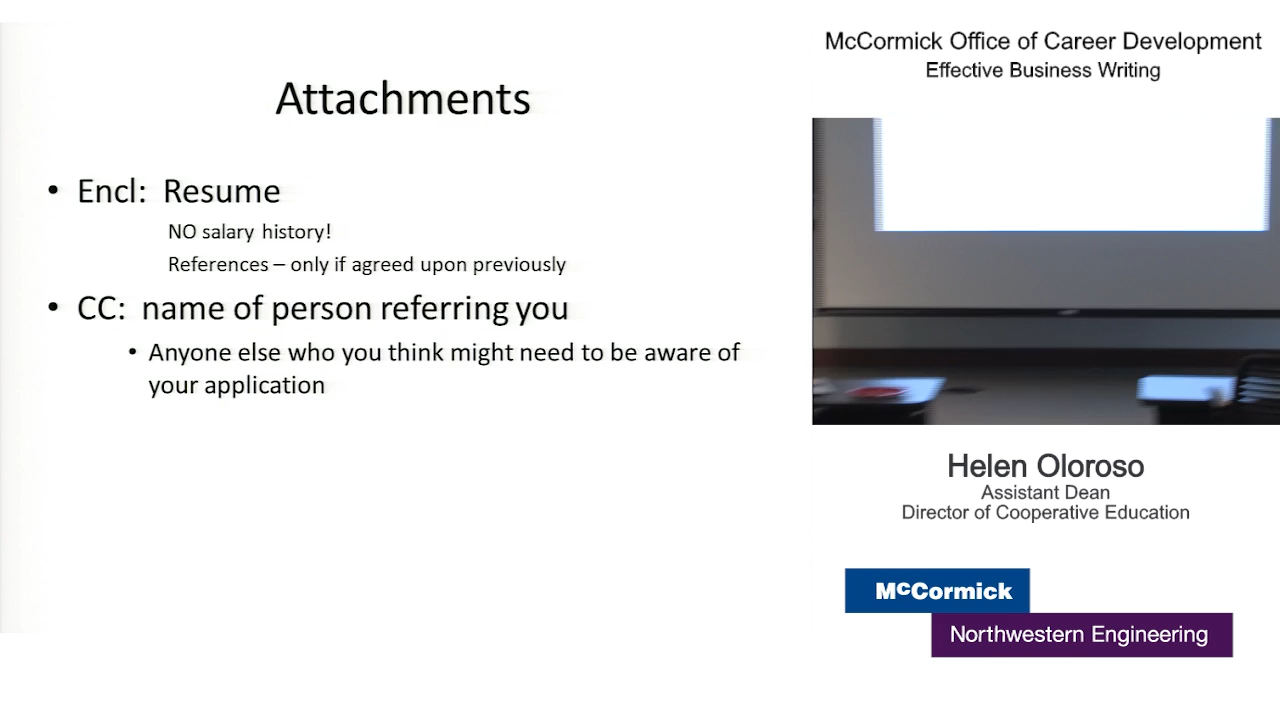 Attachments
• Encl: Resume
NO salary history!
References – only if agreed upon previously
• CC: name of person referring you
• Anyone else who you think might need to be aware of
your application
McCormick Office of Career Development
Effective Business Writing
Helen Oloroso
Assistant Dean
Director of Cooperative Education
McCormick
Northwestern Engineering